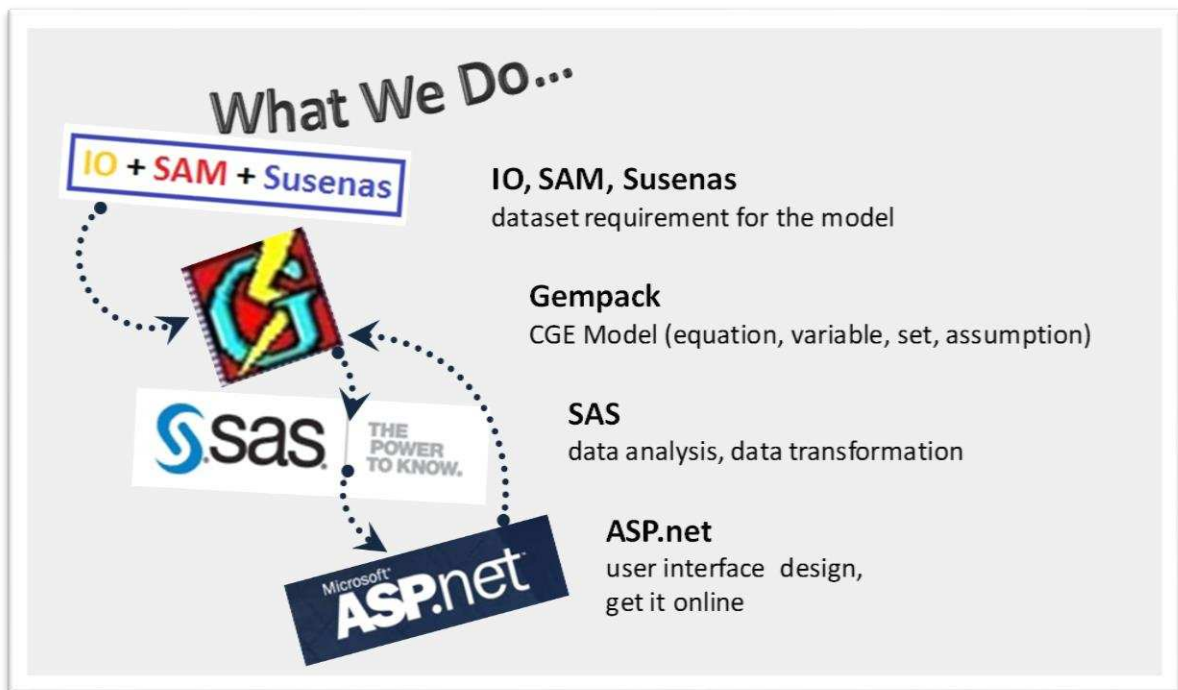 What We Do...
IO + SAM + Susenas
IO, SAM, Susenas
dataset requirement for the model
G
Gempack
CGE Model (equation, variable, set, assumption)
sas
THE
POWER
TO KNOW.
SAS
data analysis, data transformation
Microsoft
ASP.net
ASP.net
user interface design,
get it online